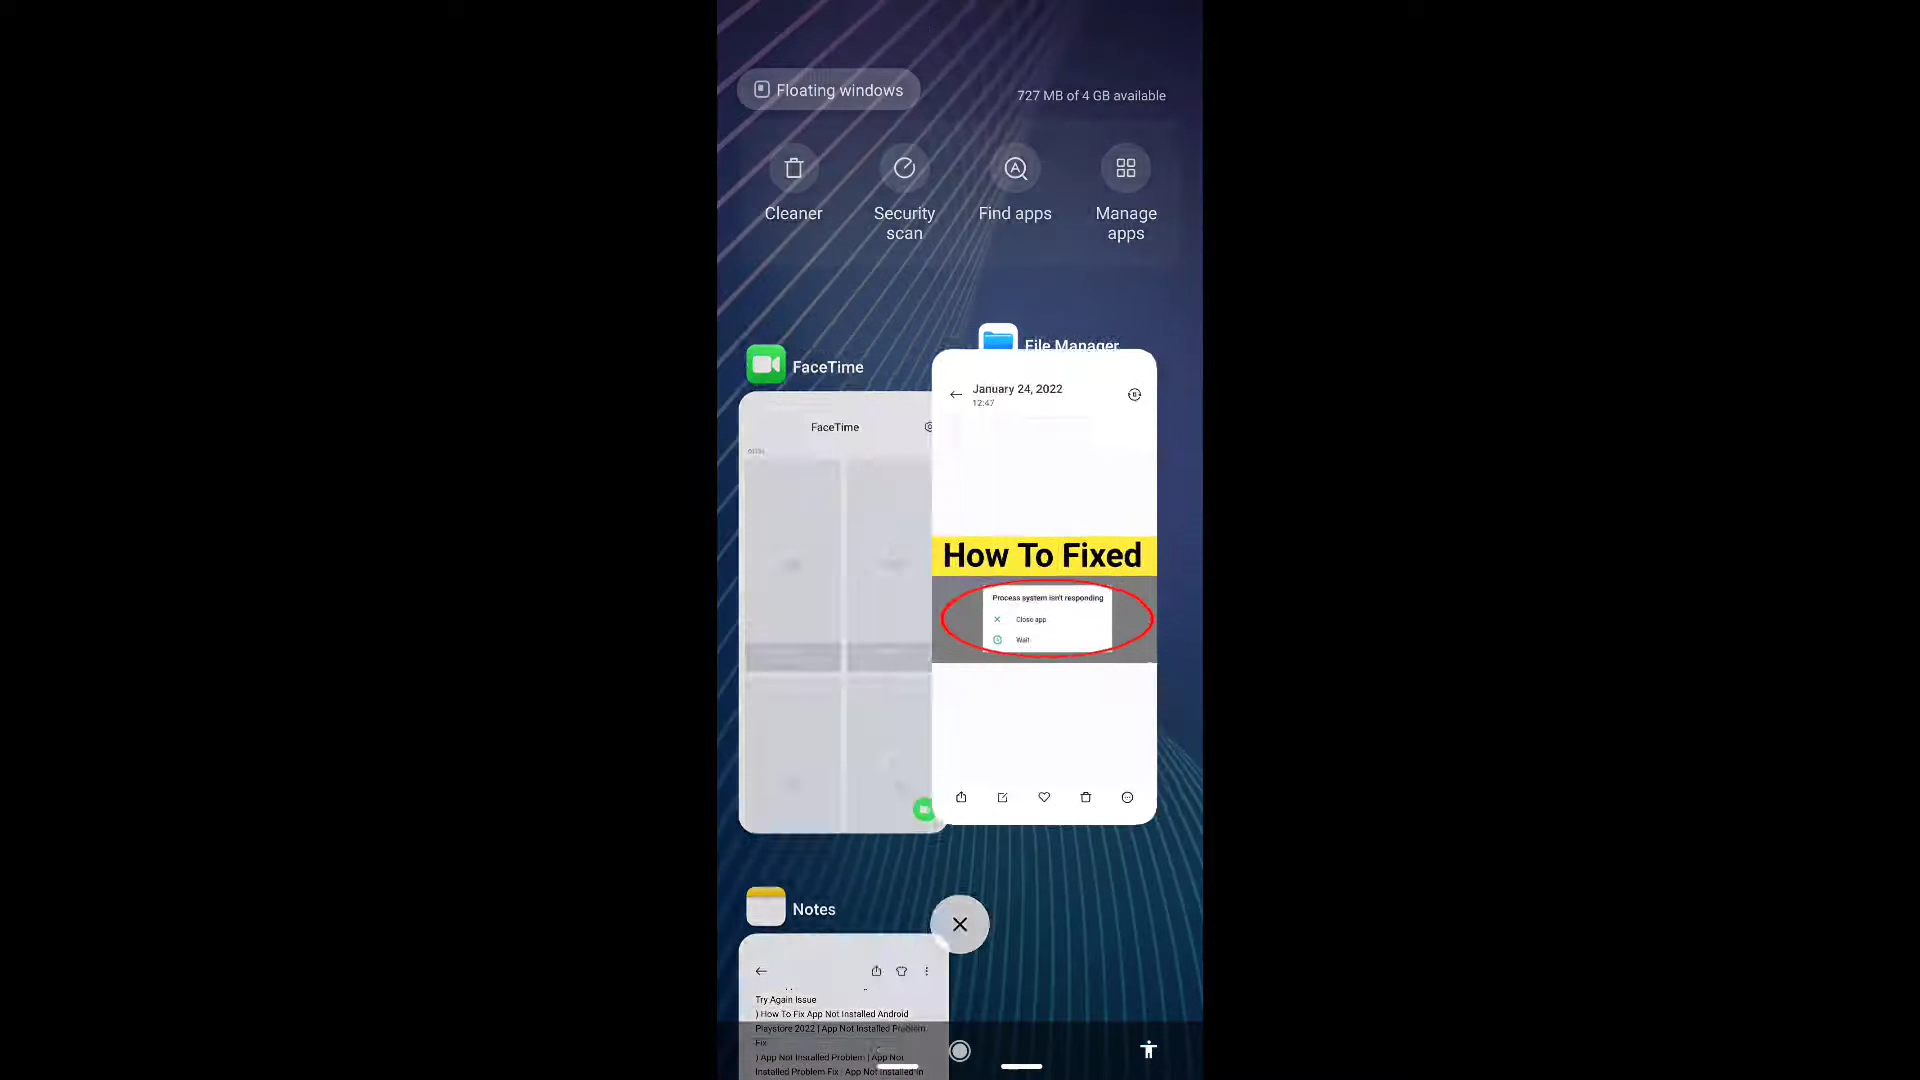 Floating windows
727 MB of 4 GB available
Cleaner
Security
scan
Find apps
Manage
apps
FaceTime
File Manager
FaceTime
January 24, 2022
12:47
How To Fixed
Process system isn't responding
Close app
Wait
Notes
Try Again Issue
) How To Fix App Not Installed Android
Playstore 2022 | App Not Installed Problem
Fix
) App Not Installed Problem | App Not
Installed Problem Fix | App Not Installed in